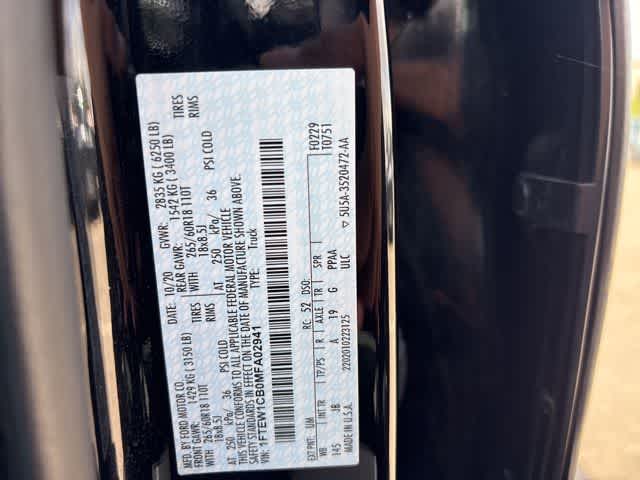 MFD. BY FORD MOTOR CO.
DATE: 10/20 GVWR: 2835 KG ( 6250 LB)
FRONT GAWR: 1429 KG ( 3150 LB) REAR GAWR: 1542 KG ( 3400 LB)
265/60R18 110T TIRES WITH 265/60R18 110T TIRES
18x8.5J RIMS 18x8.5J RIMS
AT 250 kPa/ 36 PSI COLD AT 250 kPa/ 36 PSI COLD
THIS VEHICLE CONFORMS TO ALL APPLICABLE FEDERAL MOTOR VEHICLE
SAFETY STANDARDS IN EFFECT ON THE DATE OF MANUFACTURE SHOWN ABOVE.
VIN: 1FTEW1CB0MFA02941 TYPE: Truck
F0229
T0751
EXT PNT: UM RC: 52 DSO:
WB INT TR TP/PS R AXLE TR SPR
145 JB A 19 G PPAA
ULC ▽ 5U5A-3520472-AA
MADE IN U.S.A. 220201022312S